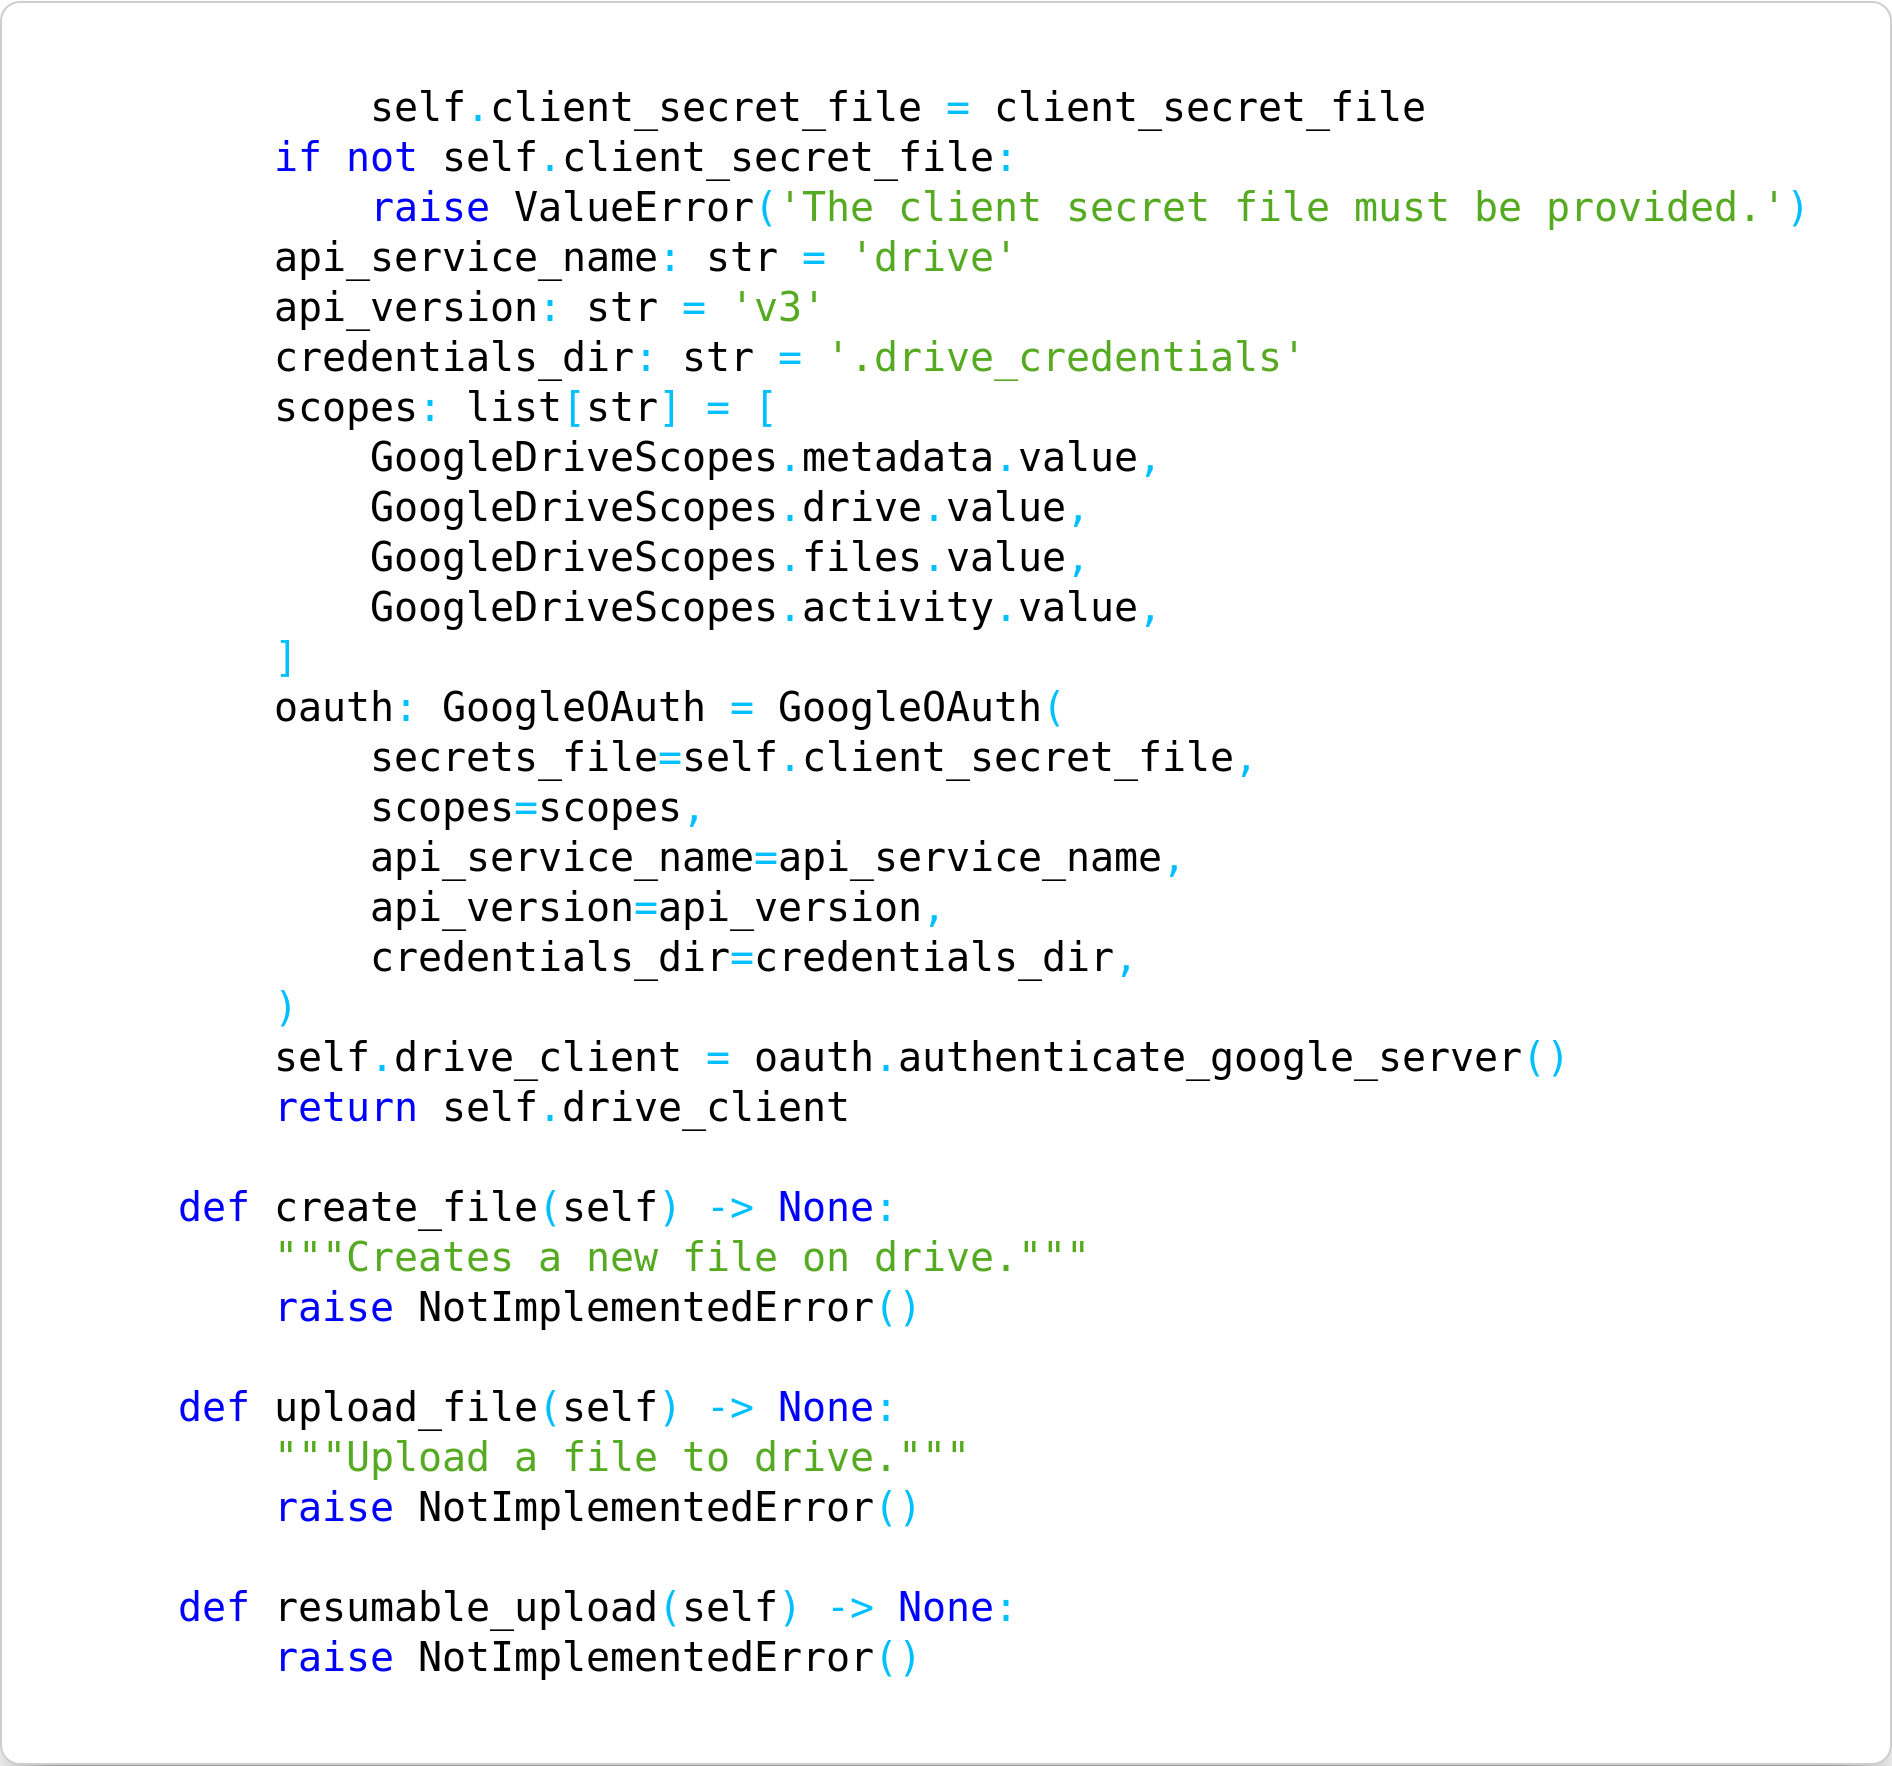 self.client_secret_file = client_secret_file
        if not self.client_secret_file:
            raise ValueError('The client secret file must be provided.')
        api_service_name: str = 'drive'
        api_version: str = 'v3'
        credentials_dir: str = '.drive_credentials'
        scopes: list[str] = [
            GoogleDriveScopes.metadata.value,
            GoogleDriveScopes.drive.value,
            GoogleDriveScopes.files.value,
            GoogleDriveScopes.activity.value,
        ]
        oauth: GoogleOAuth = GoogleOAuth(
            secrets_file=self.client_secret_file,
            scopes=scopes,
            api_service_name=api_service_name,
            api_version=api_version,
            credentials_dir=credentials_dir,
        )
        self.drive_client = oauth.authenticate_google_server()
        return self.drive_client

    def create_file(self) -> None:
        """Creates a new file on drive."""
        raise NotImplementedError()

    def upload_file(self) -> None:
        """Upload a file to drive."""
        raise NotImplementedError()

    def resumable_upload(self) -> None:
        raise NotImplementedError()